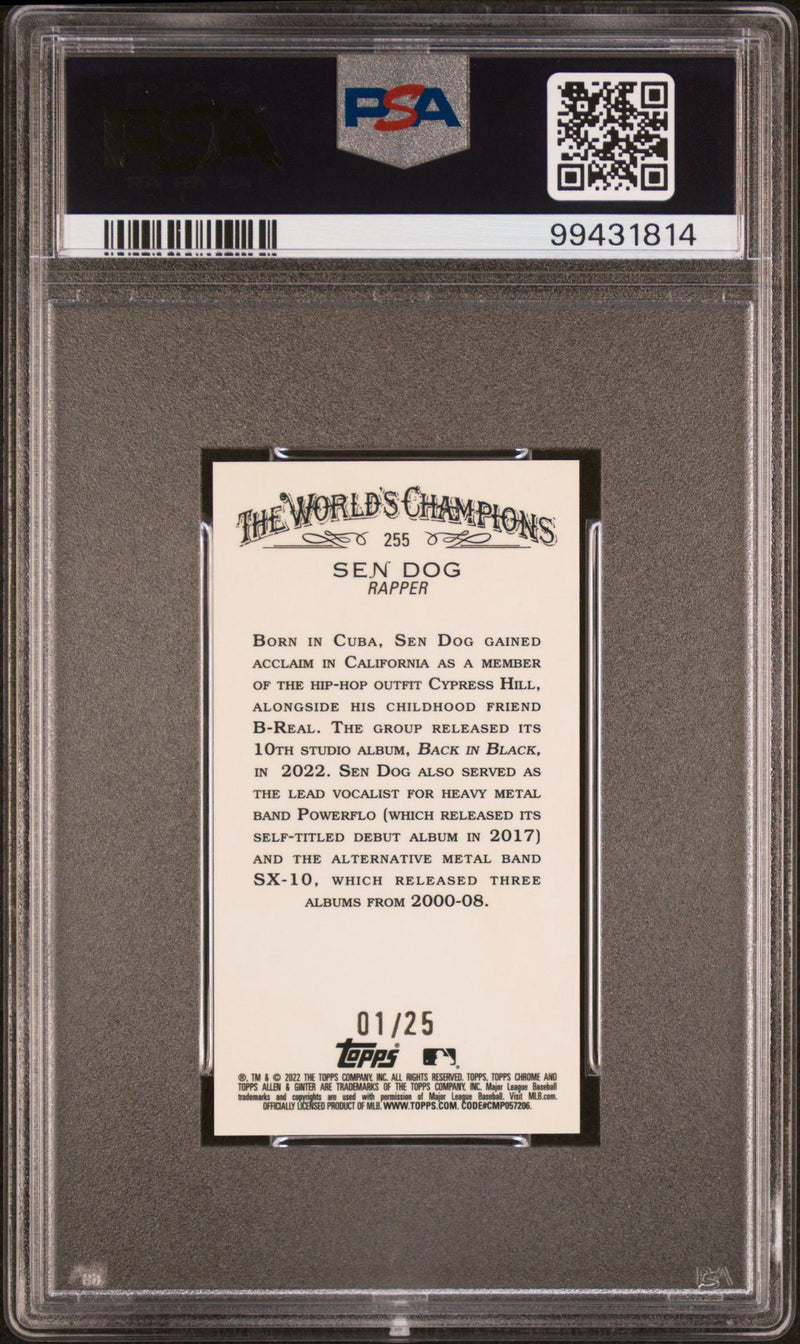 PSA
99431814
THE WORLD'S CHAMPIONS
255
SEN DOG
RAPPER
BORN IN CUBA, SEN DOG GAINED
ACCLAIM IN CALIFORNIA AS A MEMBER
OF THE HIP-HOP OUTFIT CYPRESS HILL,
ALONGSIDE HIS CHILDHOOD FRIEND
B-REAL. THE GROUP RELEASED ITS
10TH STUDIO ALBUM, BACK IN BLACK,
IN 2022. SEN DOG ALSO SERVED AS
THE LEAD VOCALIST FOR HEAVY METAL
BAND POWERFLO (WHICH RELEASED ITS
SELF-TITLED DEBUT ALBUM IN 2017)
AND THE ALTERNATIVE METAL BAND
SX-10, WHICH RELEASED THREE
ALBUMS FROM 2000-08.
01/25
topps®
®, TM & © 2022 THE TOPPS COMPANY, INC. ALL RIGHTS RESERVED. TOPPS, TOPPS CHROME AND
TOPPS ALLEN & GINTER ARE TRADEMARKS OF THE TOPPS COMPANY, INC. Major League Baseball
trademarks and copyrights are used with permission of Major League Baseball. Visit MLB.com.
OFFICIALLY LICENSED PRODUCT OF MLB. WWW.TOPPS.COM. CODE#CMP057206.
PSA